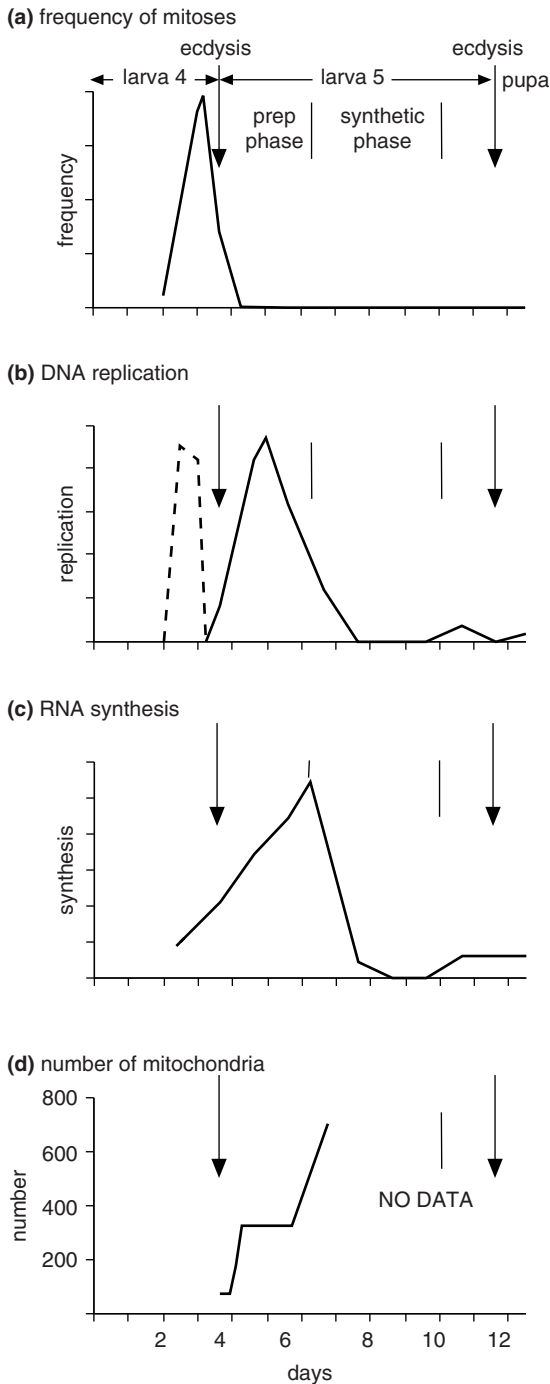 (a) frequency of mitoses
ecdysis ecdysis
larva 4 larva 5 pupa
prep synthetic
phase phase
frequency
(b) DNA replication
replication
(c) RNA synthesis
synthesis
(d) number of mitochondria
800
600
400
200
number
NO DATA
2 4 6 8 10 12
days